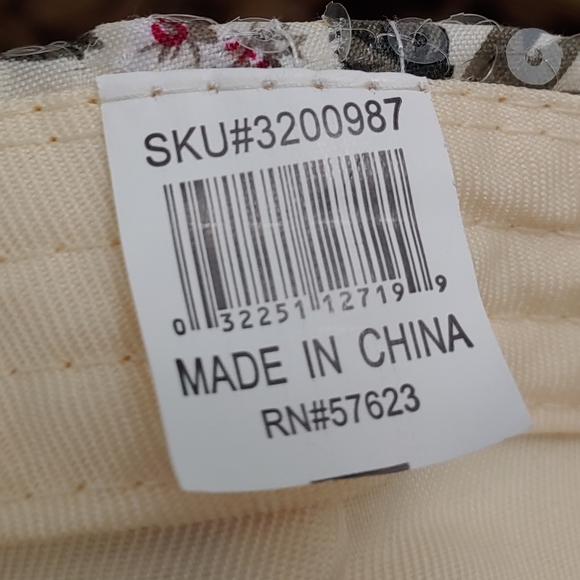 SKU#3200987
0 32251 12719 9
MADE IN CHINA
RN#57623